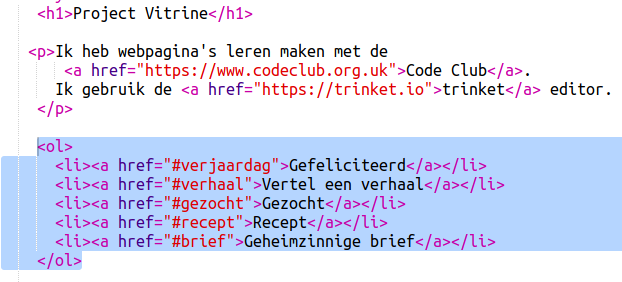 <h1>Project Vitrine</h1>
<p>Ik heb webpagina's leren maken met de
<a href="https://www.codeclub.org.uk">Code Club</a>.
Ik gebruik de <a href="https://trinket.io">trinket</a> editor.
</p>
<ol>
<li><a href="#verjaardag">Gefeliciteerd</a></li>
<li><a href="#verhaal">Vertel een verhaal</a></li>
<li><a href="#gezocht">Gezocht</a></li>
<li><a href="#recept">Recept</a></li>
<li><a href="#brief">Geheimzinnige brief</a></li>
</ol>